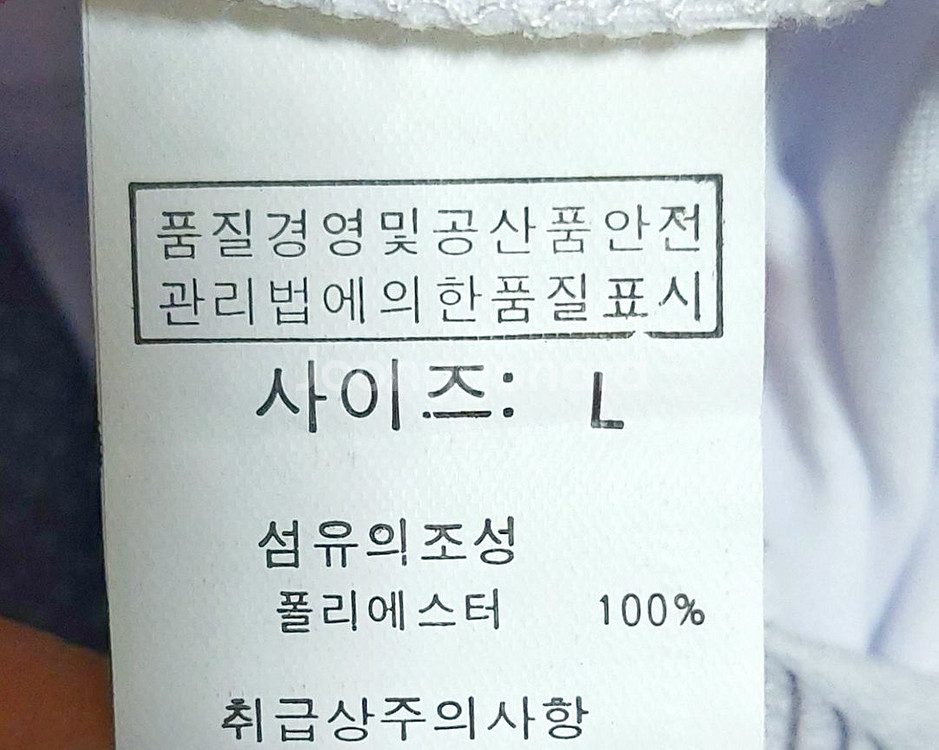 품질경영및공산품안전
관리법에의한품질표시
사이즈: L
섬유의조성
폴리에스터 100%
취급상주의사항